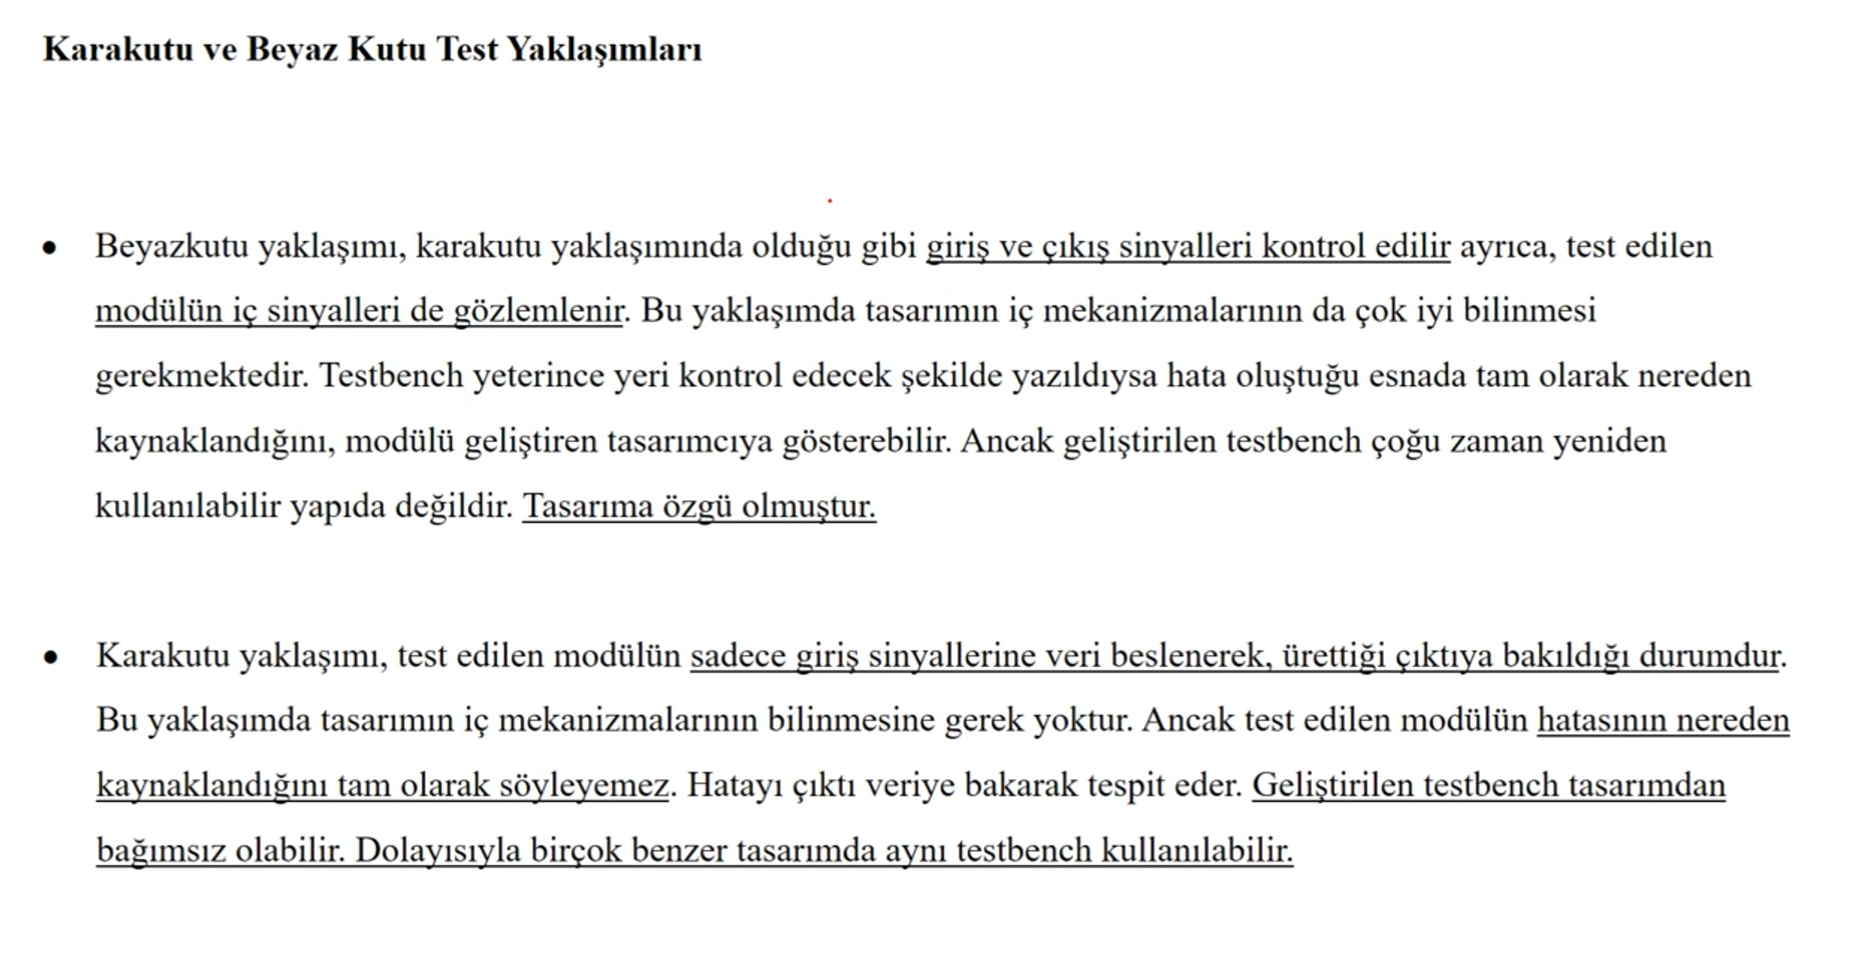 Karakutu ve Beyaz Kutu Test Yaklaşımları
• Beyazkutu yaklaşımı, karakutu yaklaşımında olduğu gibi giriş ve çıkış sinyalleri kontrol edilir ayrıca, test edilen
modülün iç sinyalleri de gözlemlenir. Bu yaklaşımda tasarımın iç mekanizmalarının da çok iyi bilinmesi
gerekmektedir. Testbench yeterince yeri kontrol edecek şekilde yazıldıysa hata oluştuğu esnada tam olarak nereden
kaynaklandığını, modülü geliştiren tasarımcıya gösterebilir. Ancak geliştirilen testbench çoğu zaman yeniden
kullanılabilir yapıda değildir. Tasarıma özgü olmuştur.
• Karakutu yaklaşımı, test edilen modülün sadece giriş sinyallerine veri beslenerek, ürettiği çıktıya bakıldığı durumdur.
Bu yaklaşımda tasarımın iç mekanizmalarının bilinmesine gerek yoktur. Ancak test edilen modülün hatasının nereden
kaynaklandığını tam olarak söyleyemez. Hatayı çıktı veriye bakarak tespit eder. Geliştirilen testbench tasarımdan
bağımsız olabilir. Dolayısıyla birçok benzer tasarımda aynı testbench kullanılabilir.